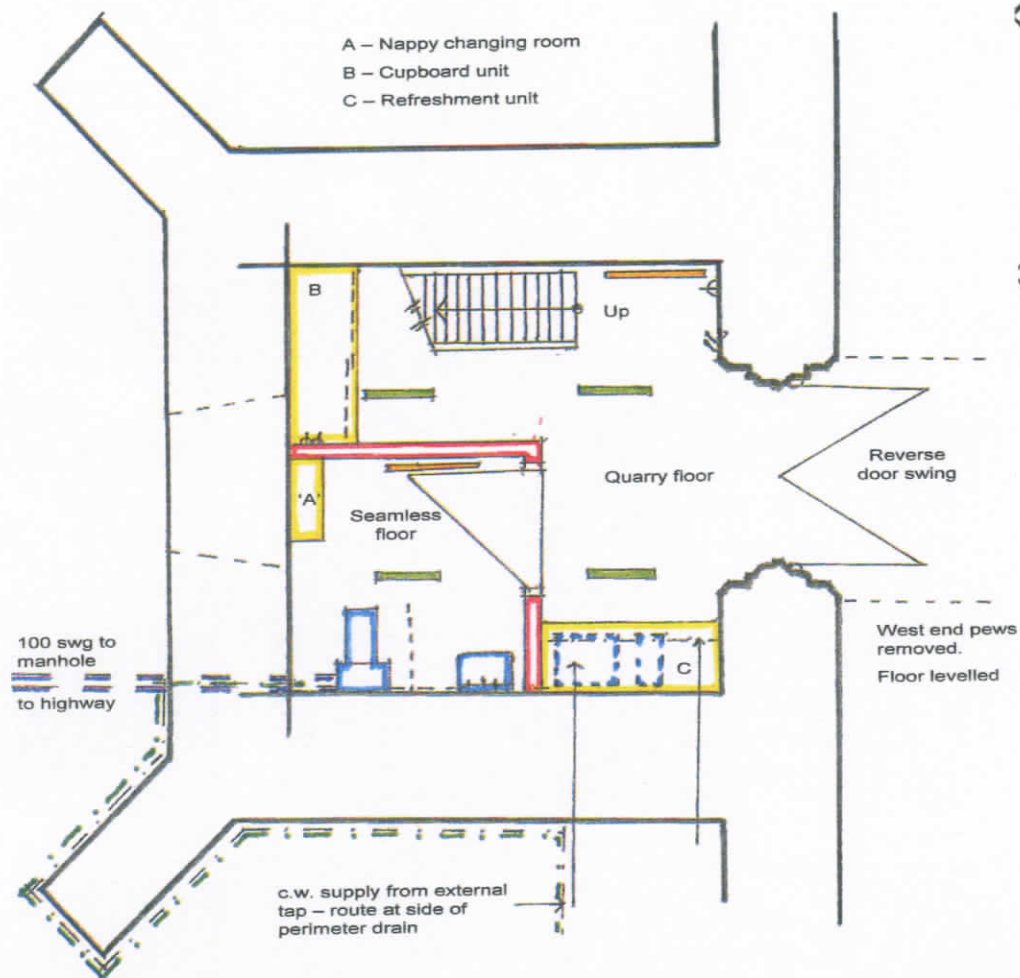 A – Nappy changing room
B – Cupboard unit
C – Refreshment unit
B
Up
Quarry floor
Reverse
door swing
'A'
Seamless
floor
100 swg to
manhole
to highway
C
West end pews
removed.
Floor levelled
c.w. supply from external
tap – route at side of
perimeter drain